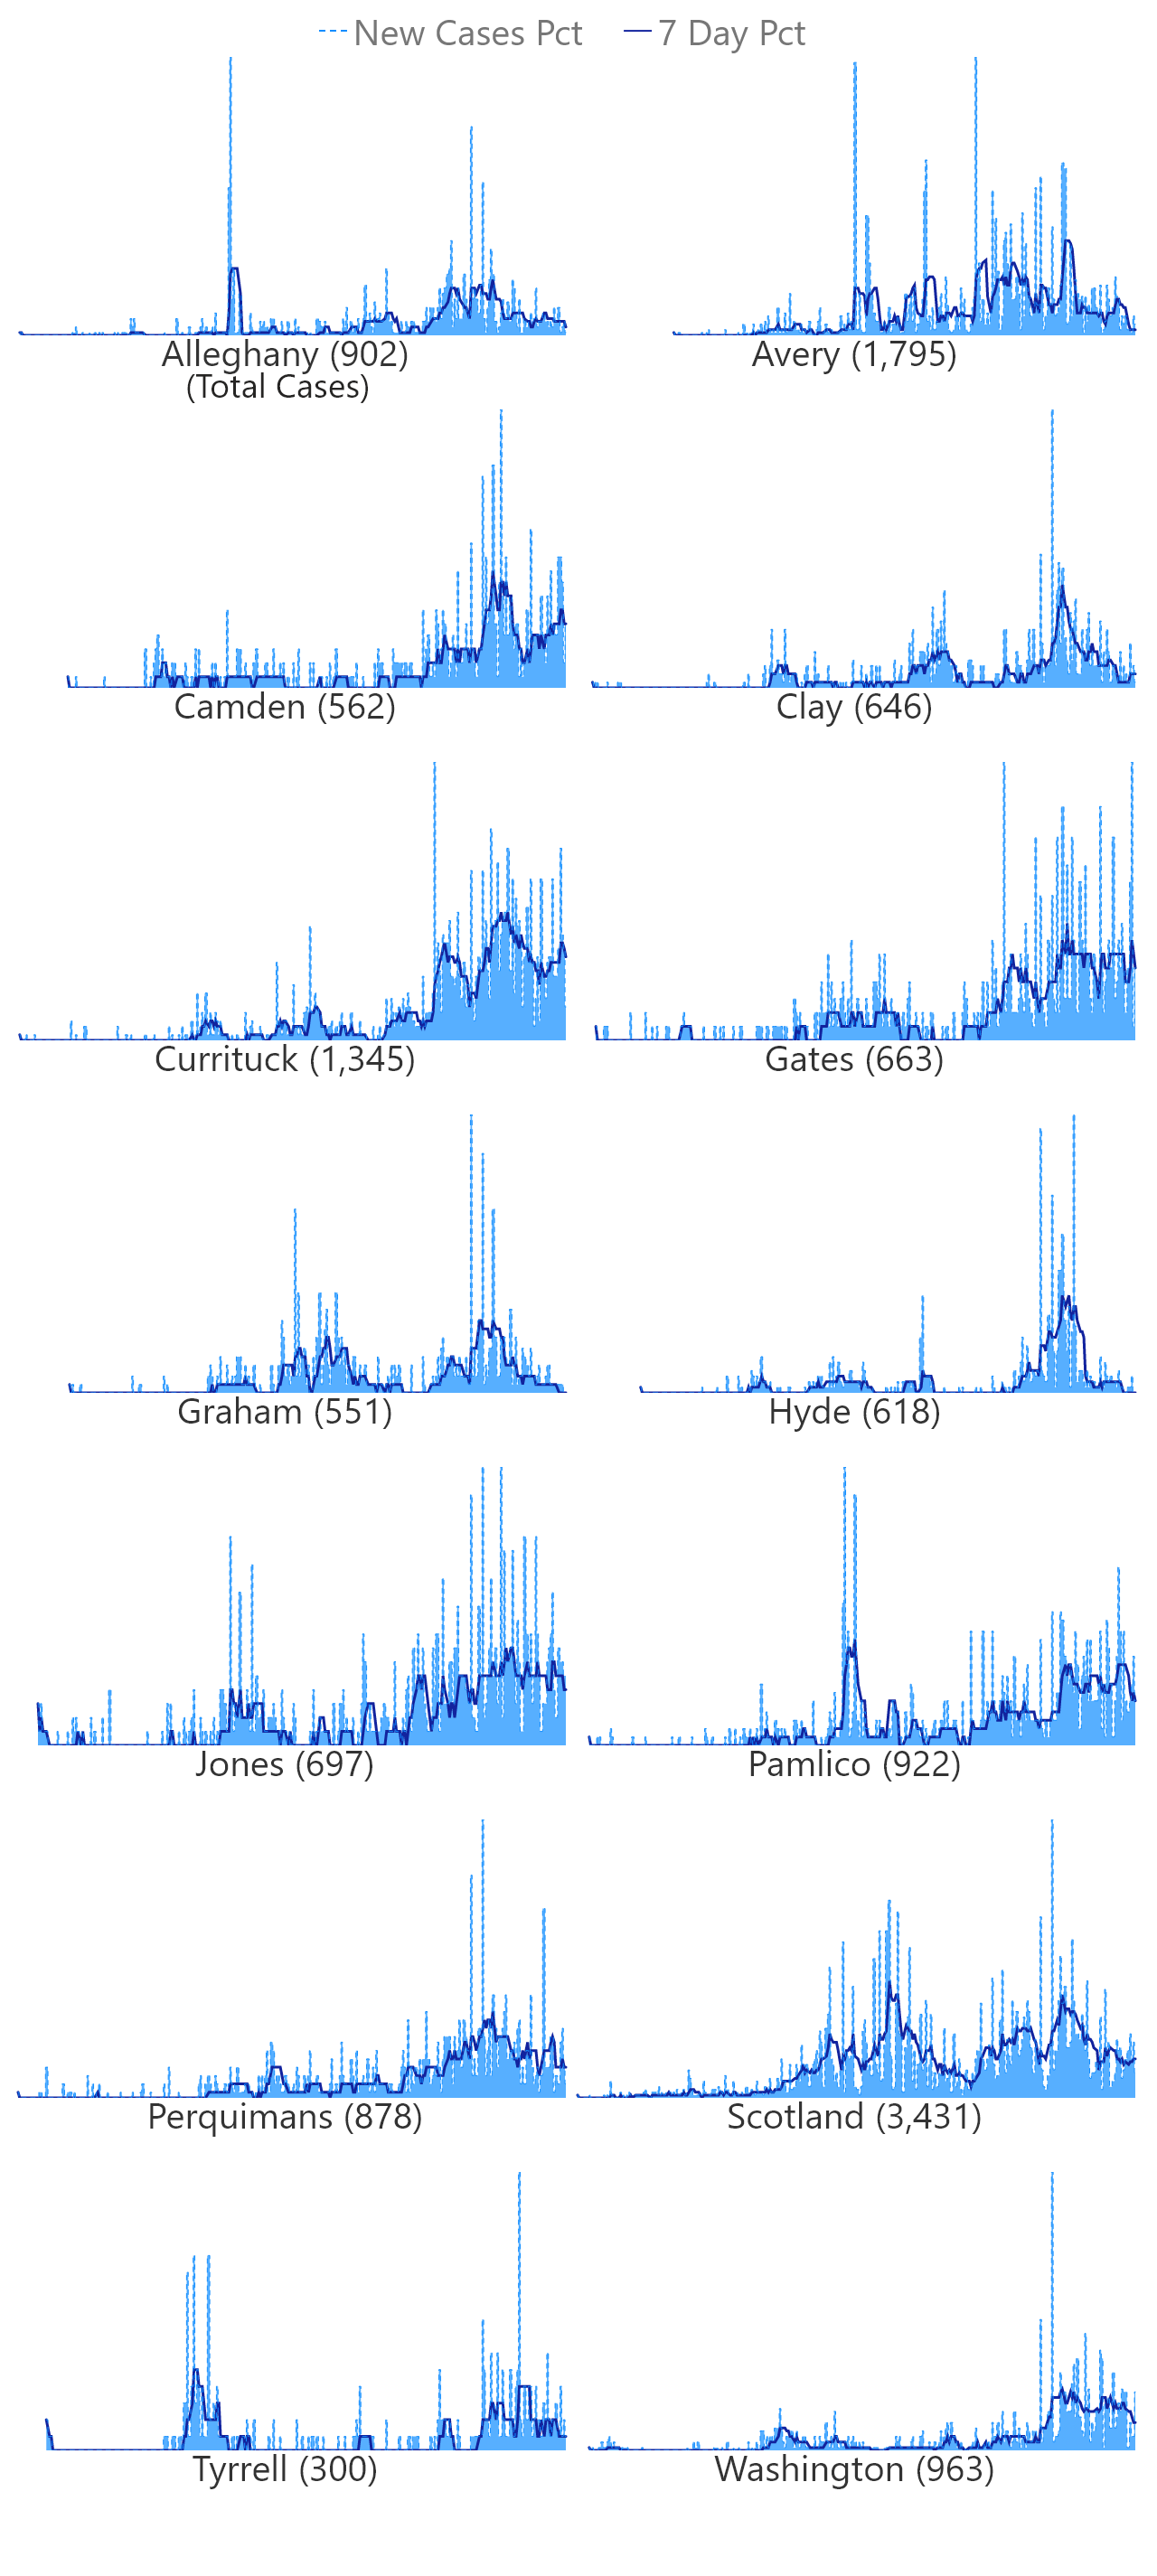 New Cases Pct 7 Day Pct
Alleghany (902) Avery (1,795)
(Total Cases)
Camden (562) Clay (646)
Currituck (1,345) Gates (663)
Graham (551) Hyde (618)
Jones (697) Pamlico (922)
Perquimans (878) Scotland (3,431)
Tyrrell (300) Washington (963)